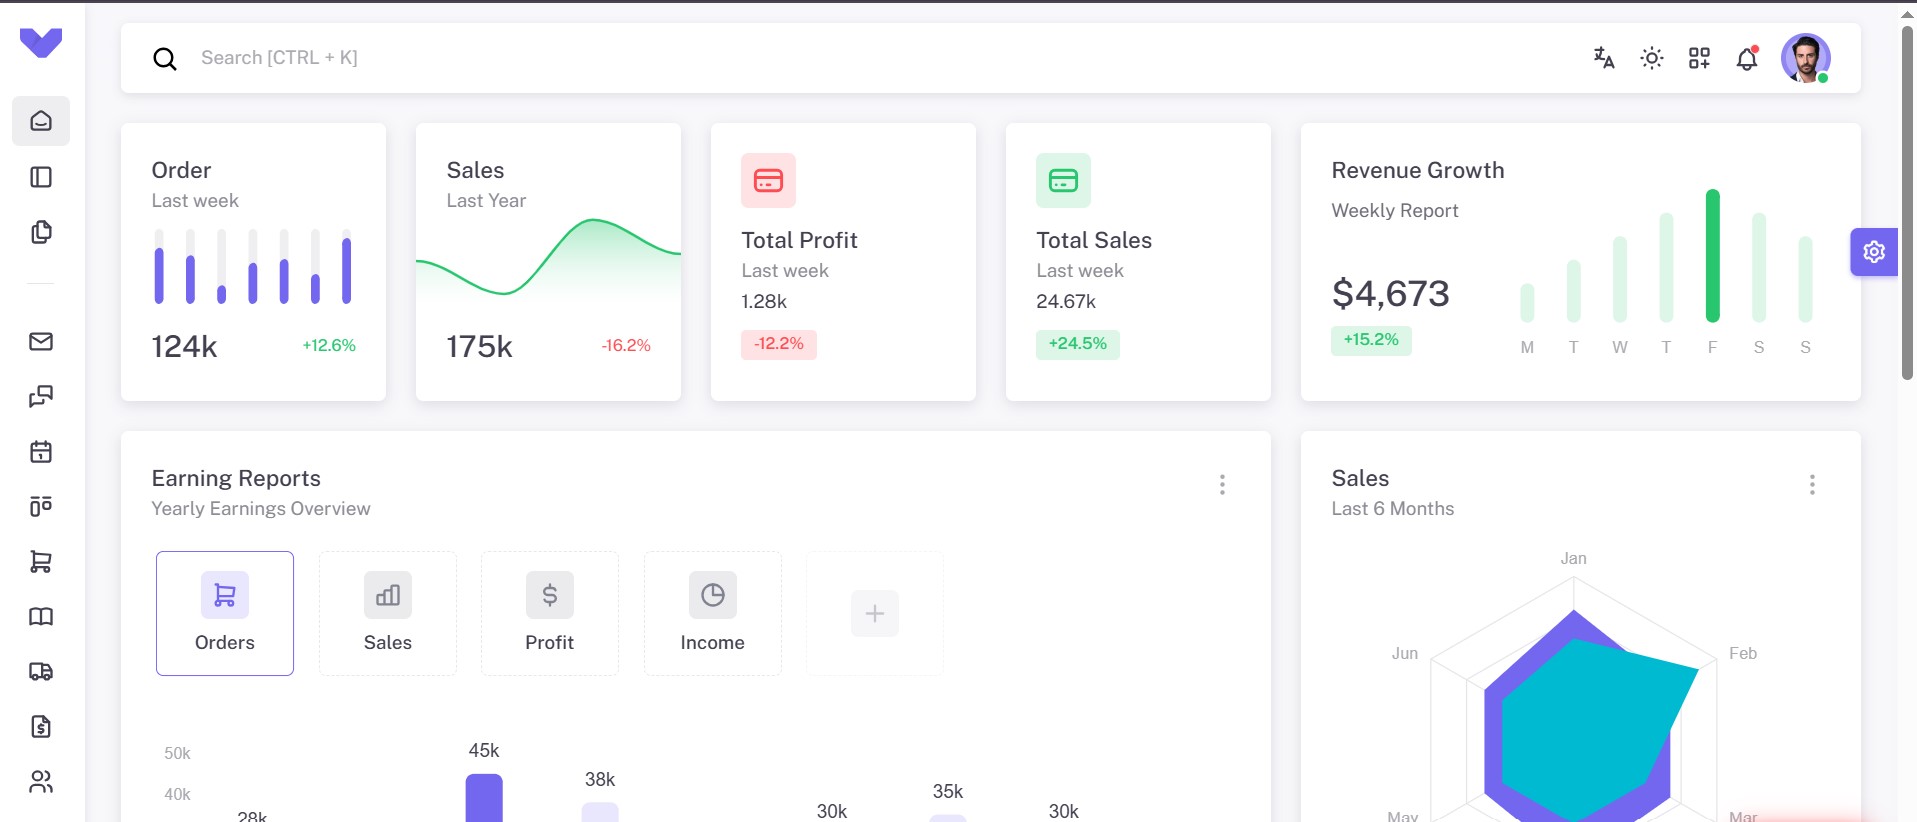 Search [CTRL + K]
Order
Last week
124k
+12.6%
Sales
Last Year
175k
-16.2%
Total Profit
Last week
1.28k
-12.2%
Total Sales
Last week
24.67k
+24.5%
Revenue Growth
Weekly Report
$4,673
+15.2%
M T W T F S S
Earning Reports
Yearly Earnings Overview
Orders
Sales
Profit
Income
50k
40k
28k
45k
38k
30k
35k
30k
Sales
Last 6 Months
Jan
Jun
Feb
May
Mar